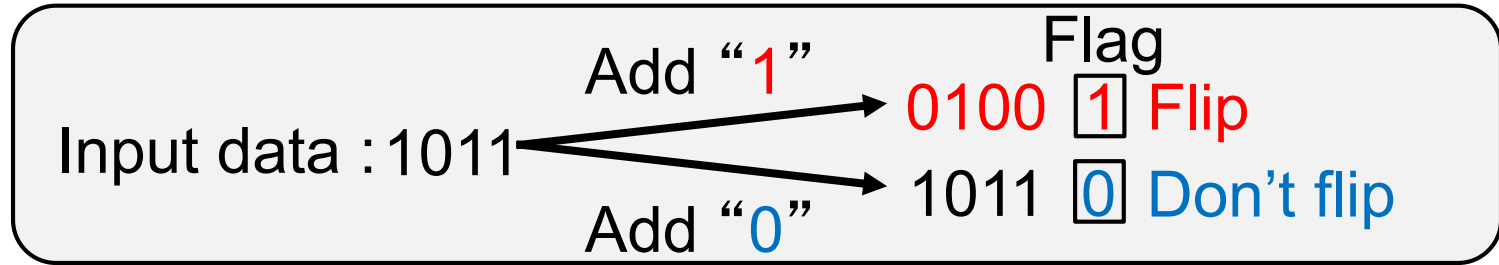 Flag
Add “1”
0100 1 Flip
Input data : 1011
1011 0 Don’t flip
Add “0”